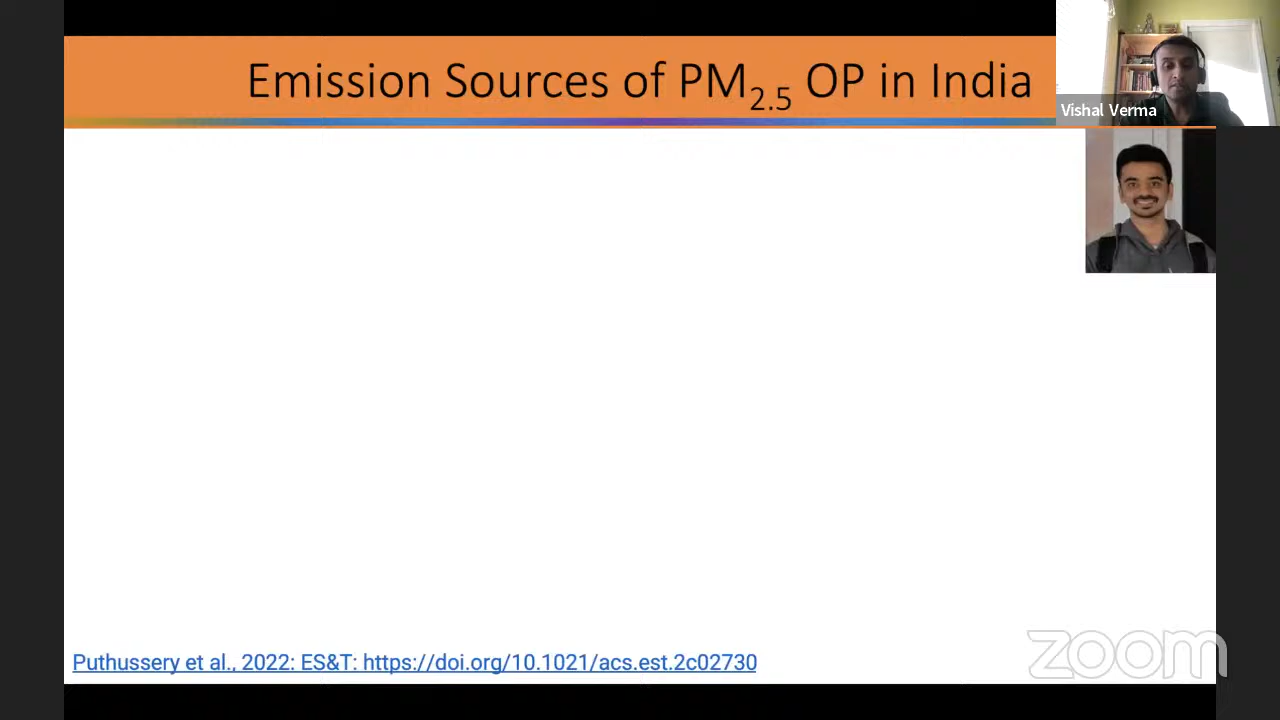 Emission Sources of PM2.5 OP in India
Vishal Verma
Puthussery et al., 2022: ES&T: https://doi.org/10.1021/acs.est.2c02730
zoom